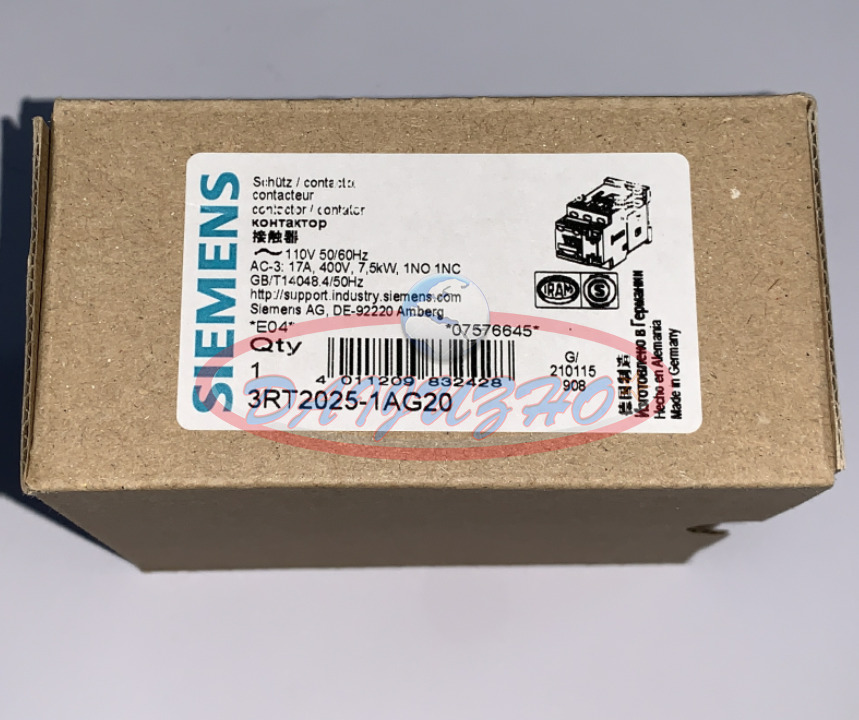 SIEMENS
Schütz / contactor
contacteur
contactor / contator
контактор
接触器
~ 110V 50/60Hz
AC-3: 17A, 400V, 7,5kW, 1NO 1NC
GB/T14048.4/50Hz
http://support.industry.siemens.com
Siemens AG, DE-92220 Amberg
*E04* *07576645*
Qty
1
4 011209 832428
3RT2025-1AG20
IRAM S
G/
210115
908
德国制造
Изготовлено в Германии
Hecho en Alemania
Made in Germany